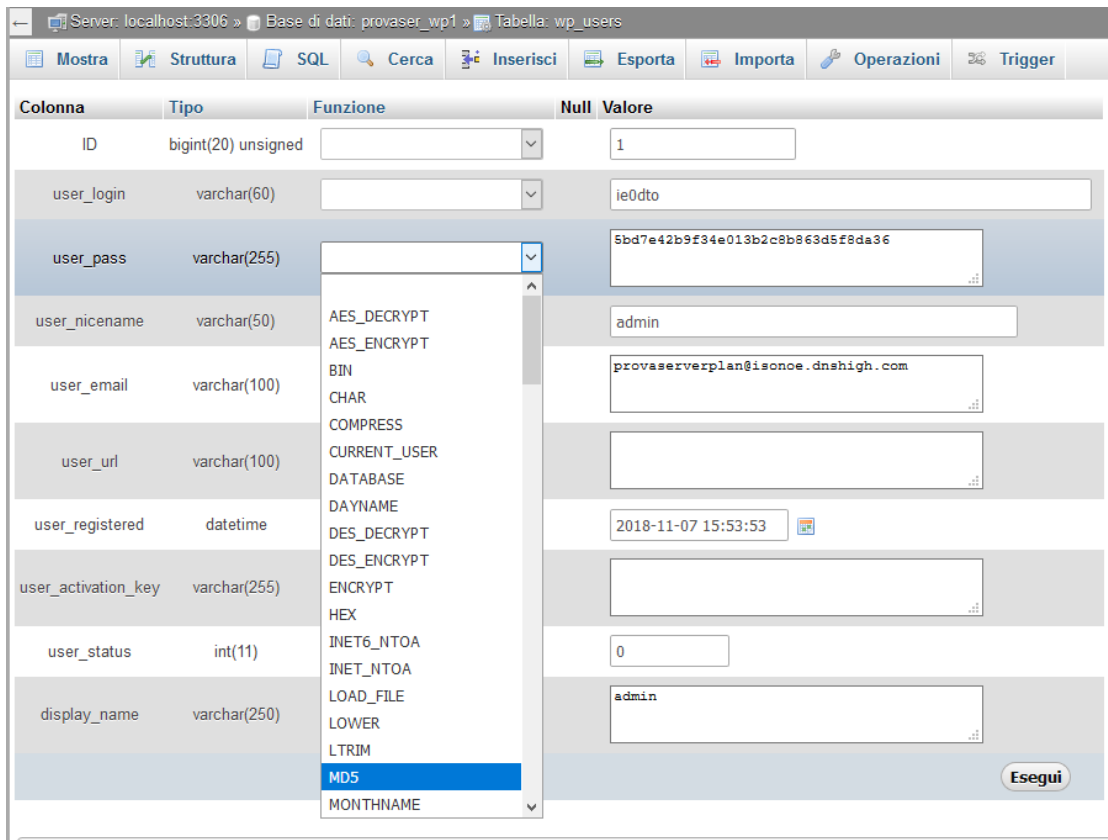 Server: localhost:3306 » Base di dati: provaser_wp1 » Tabella: wp_users
Mostra Struttura SQL Cerca Inserisci Esporta Importa Operazioni Trigger
Colonna Tipo Funzione Null Valore
ID bigint(20) unsigned 1
user_login varchar(60) ie0dto
user_pass varchar(255) 5bd7e42b9f34e013b2c8b863d5f8da36
user_nicename varchar(50) admin
user_email varchar(100) provaserverplan@isonoe.dnshigh.com
user_url varchar(100)
user_registered datetime 2018-11-07 15:53:53
user_activation_key varchar(255)
user_status int(11) 0
display_name varchar(250) admin
AES_DECRYPT
AES_ENCRYPT
BIN
CHAR
COMPRESS
CURRENT_USER
DATABASE
DAYNAME
DES_DECRYPT
DES_ENCRYPT
ENCRYPT
HEX
INET6_NTOA
INET_NTOA
LOAD_FILE
LOWER
LTRIM
MD5
MONTHNAME
Esegui